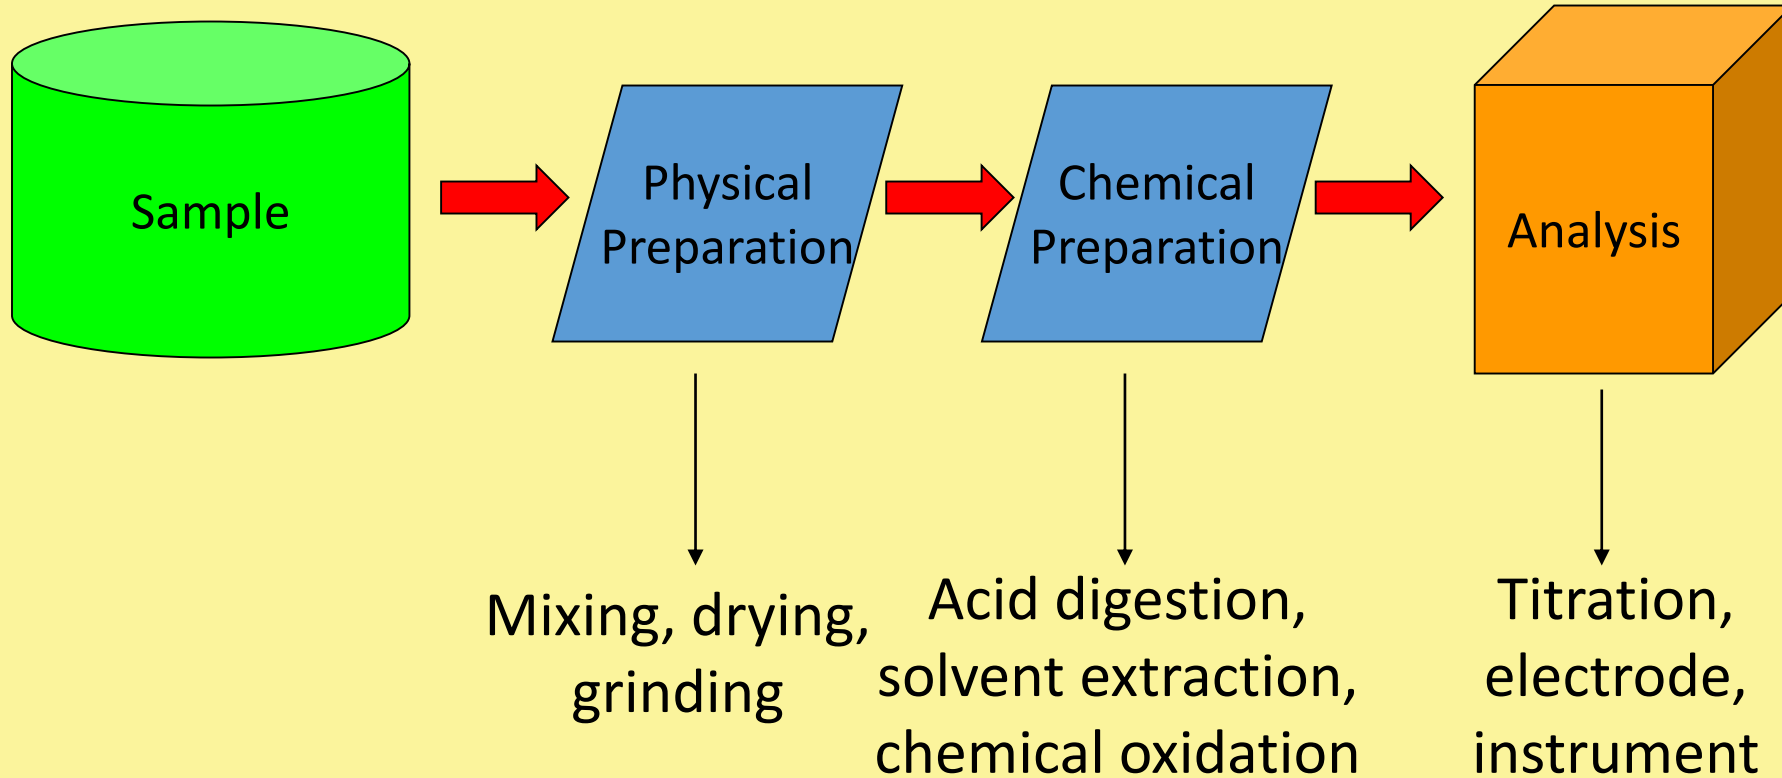 Sample
Physical
Preparation
Chemical
Preparation
Analysis
Mixing, drying,
grinding
Acid digestion,
solvent extraction,
chemical oxidation
Titration,
electrode,
instrument